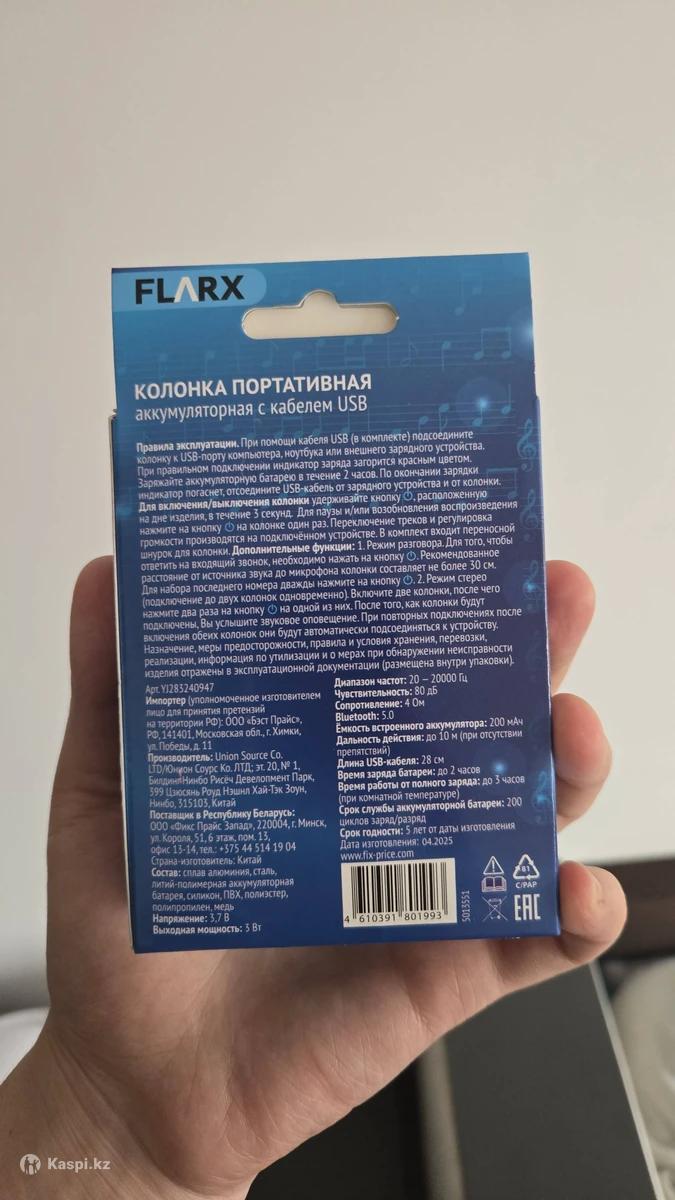 FLARX
КОЛОНКА ПОРТАТИВНАЯ
аккумуляторная с кабелем USB
Правила эксплуатации. При помощи кабеля USB (в комплекте) подсоедините
колонку к USB-порту компьютера, ноутбука или внешнего зарядного устройства.
При правильном подключении индикатор заряда загорится красным цветом.
Заряжайте аккумуляторную батарею в течение 2 часов. По окончании зарядки
индикатор погаснет, отсоедините USB-кабель от зарядного устройства и от колонки.
Для включения/выключения колонки удерживайте кнопку , расположенную
на дне изделия, в течение 3 секунд. Для паузы и/или возобновления воспроизведения
нажмите на кнопку на колонке один раз. Переключение треков и регулировка
громкости производятся на подключённом устройстве. В комплект входит переносной
шнурок для колонки. Дополнительные функции: 1. Режим разговора. Для того, чтобы
ответить на входящий звонок, необходимо нажать на кнопку . Рекомендованное
расстояние от источника звука до микрофона колонки составляет не более 30 см.
Для набора последнего номера дважды нажмите на кнопку . 2. Режим стерео
(подключение до двух колонок одновременно). Включите две колонки, после чего
нажмите два раза на кнопку на одной из них. После того, как колонки будут
подключены, Вы услышите звуковое оповещение. При повторных подключениях после
включения обеих колонок они будут автоматически подсоединяться к устройству.
Назначение, меры предосторожности, правила и условия хранения, перевозки,
реализации, информация по утилизации и о мерах при обнаружении неисправности
изделия отражены в эксплуатационной документации (размещена внутри упаковки).
Арт. YJ283240947
Импортер (уполномоченное изготовителем
лицо для принятия претензий
на территории РФ): ООО «Бэст Прайс»,
РФ,141401, Московская обл., г. Химки,
ул. Победы, д. 11
Производитель: Union Source Co.
LTD/Юнион Соурс Ко. ЛТД; эт. 20, № 1,
Билдинг Нинбо Рисёч Девелопмент Парк,
399 Цзюсянь Роуд Нэшнл Хай-Тэк Зоун,
Нинбо, 315103, Китай
Поставщик в Республику Беларусь:
ООО «Фикс Прайс Запад», 220004, г. Минск,
ул. Короля, 51, 6 этаж, пом. 13,
офис 13-14, тел.: +375 44 514 19 04
Страна-изготовитель: Китай
Состав: сплав алюминия, сталь,
литий-полимерная аккумуляторная
батарея, силикон, ПВХ, полиэстер,
полипропилен, медь
Напряжение: 3,7 В
Выходная мощность: 3 Вт
Диапазон частот: 20 — 20000 Гц
Чувствительность: 80 дБ
Сопротивление: 4 Ом
Bluetooth: 5.0
Ёмкость встроенного аккумулятора: 200 мАч
Дальность действия: до 10 м (при отсутствии
препятствий)
Длина USB-кабеля: 28 см
Время заряда батареи: до 2 часов
Время работы от полного заряда: до 3 часов
(при комнатной температуре)
Срок службы аккумуляторной батареи: 200
циклов заряд/разряд
Срок годности: 5 лет от даты изготовления
Дата изготовления: 04.2025
www.fix-price.com
4 610391 801993
5013551
81
C/PAP
EAC
Kaspi.kz